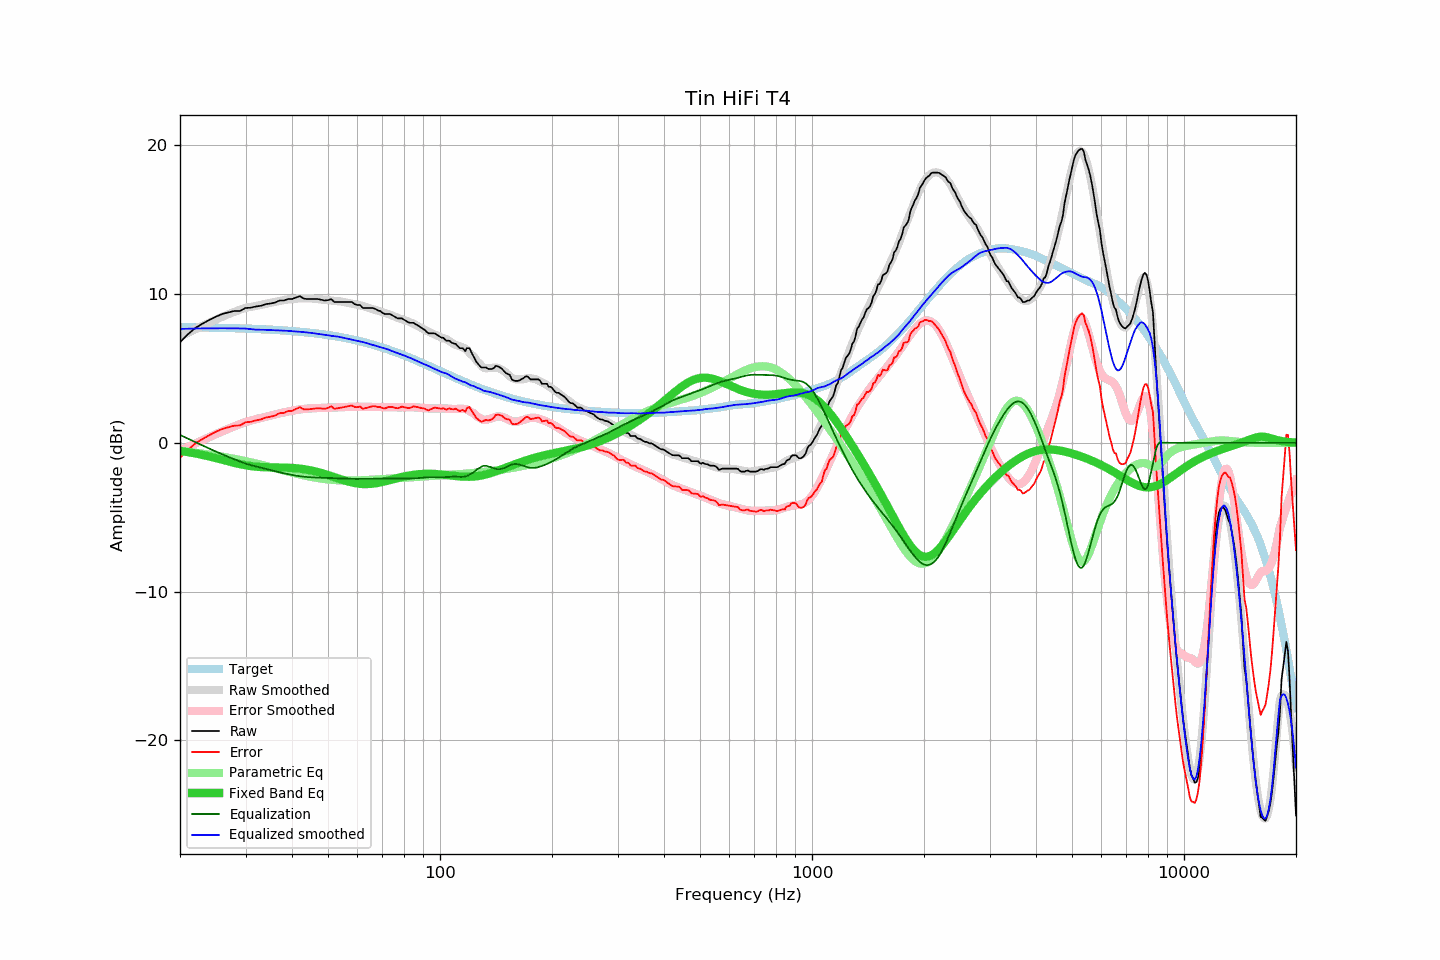 Tin HiFi T4
20
10
0
−10
−20
Amplitude (dBr)
100
1000
10000
Frequency (Hz)
Target
Raw Smoothed
Error Smoothed
Raw
Error
Parametric Eq
Fixed Band Eq
Equalization
Equalized smoothed